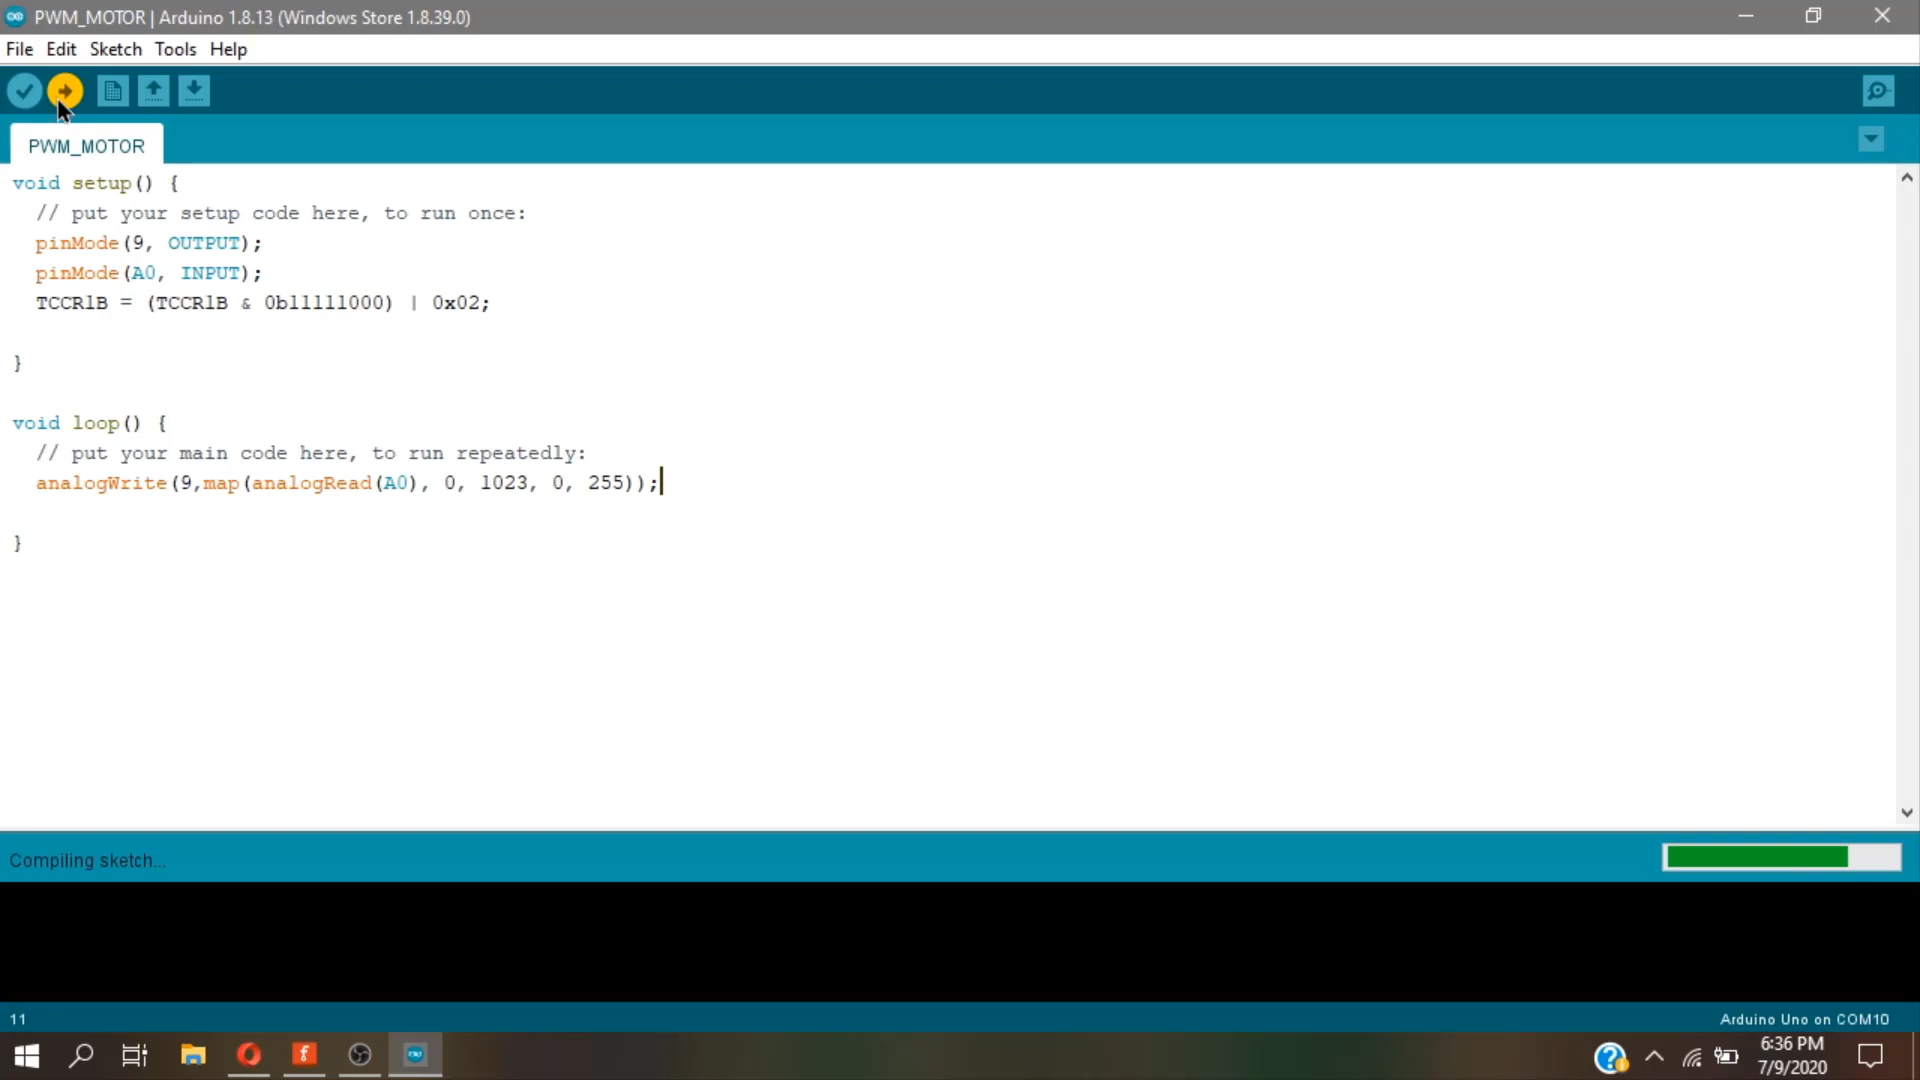 PWM_MOTOR | Arduino 1.8.13 (Windows Store 1.8.39.0)
File Edit Sketch Tools Help
PWM_MOTOR
void setup() {
// put your setup code here, to run once:
pinMode(9, OUTPUT);
pinMode(A0, INPUT);
TCCR1B = (TCCR1B & 0b11111000) | 0x02;
}
void loop() {
// put your main code here, to run repeatedly:
analogWrite(9,map(analogRead(A0), 0, 1023, 0, 255));
}
Compiling sketch...
11
Arduino Uno on COM10
6:36 PM
7/9/2020